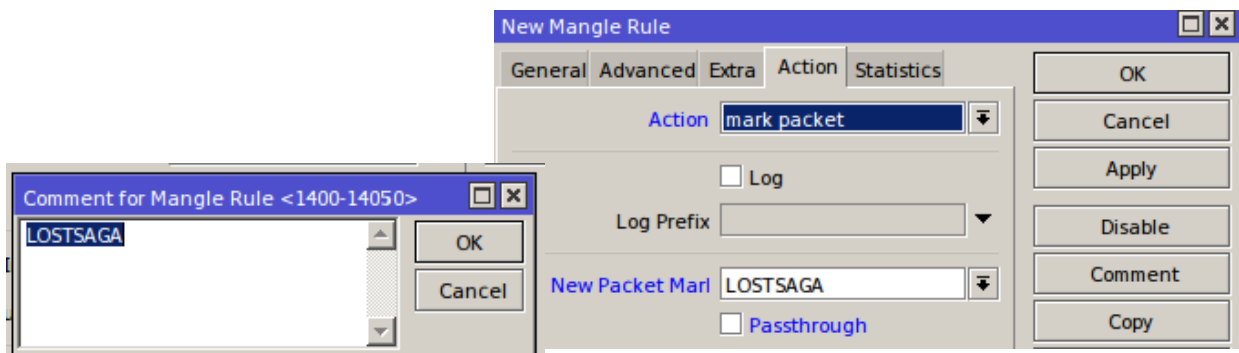 New Mangle Rule
General Advanced Extra Action Statistics
Action mark packet
Log
Log Prefix
New Packet Marl LOSTSAGA
Passthrough
OK
Cancel
Apply
Disable
Comment
Copy
Comment for Mangle Rule <1400-14050>
LOSTSAGA
OK
Cancel